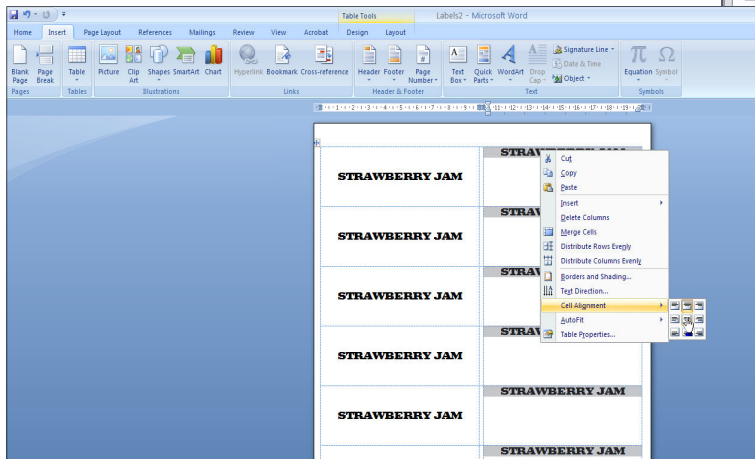 Table Tools
Labels2 - Microsoft Word
Home Insert Page Layout References Mailings Review View Acrobat Design Layout
Blank Page
Page Break
Table
Picture
Clip Art
Shapes
SmartArt
Chart
Hyperlink
Bookmark
Cross-reference
Header
Footer
Page Number
Text Box
Quick Parts
WordArt
Drop Cap
Signature Line
Date & Time
Object
Equation
Symbol
Pages
Tables
Illustrations
Links
Header & Footer
Text
Symbols
STRAWBERRY JAM
STRAWBERRY JAM
STRAWBERRY JAM
STRAWBERRY JAM
STRAWBERRY JAM
STRAW
STRAW
STRAW
STRAW
STRAWBERRY JAM
STRAWBERRY JAM
Cut
Copy
Paste
Insert
Delete Columns
Merge Cells
Distribute Rows Evenly
Distribute Columns Evenly
Borders and Shading...
Text Direction...
Cell Alignment
AutoFit
Table Properties...